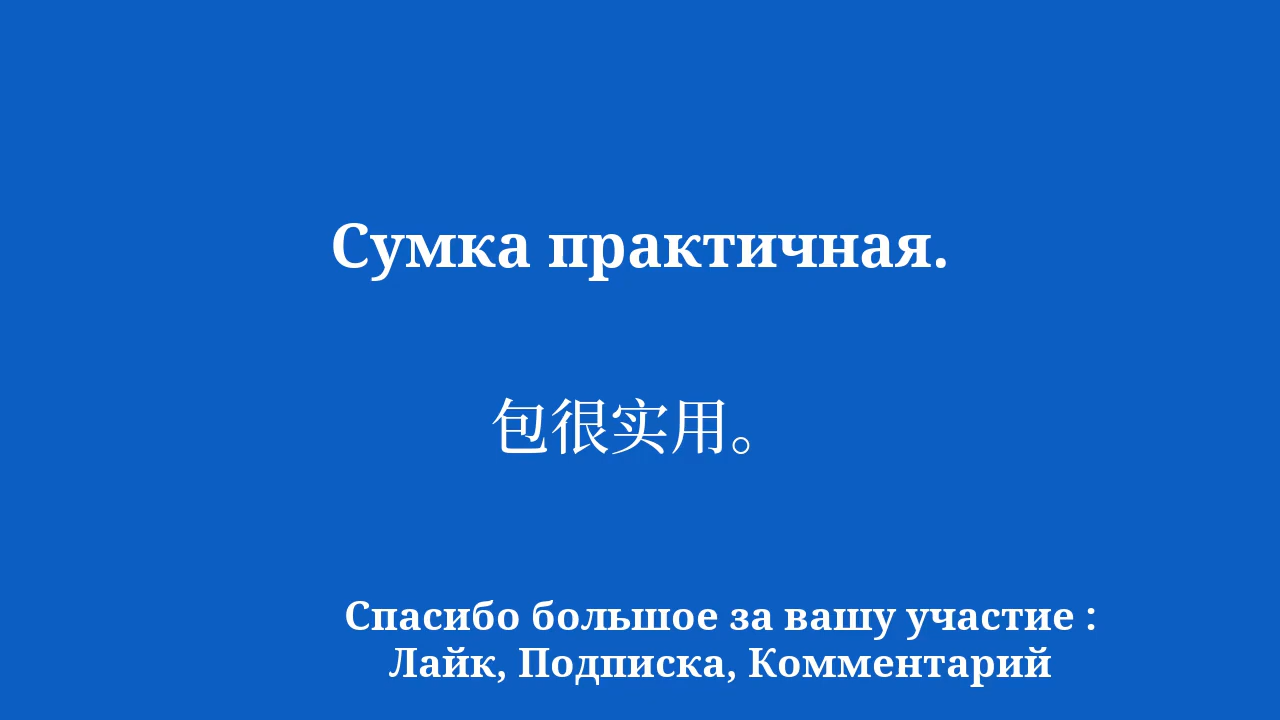 Сумка практичная.
包很实用。
Спасибо большое за вашу участие :
Лайк, Подписка, Комментарий